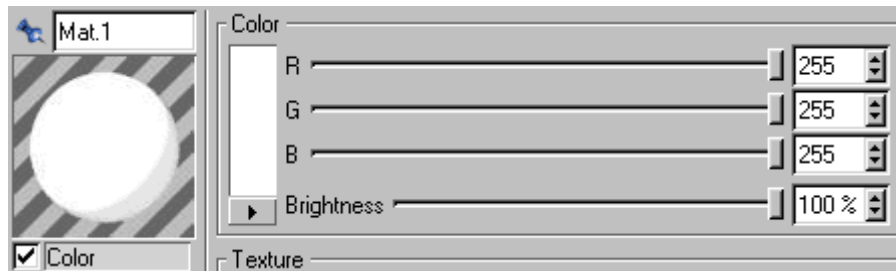 Mat.1
Color
R 255
G 255
B 255
Brightness 100 %
Color
Texture